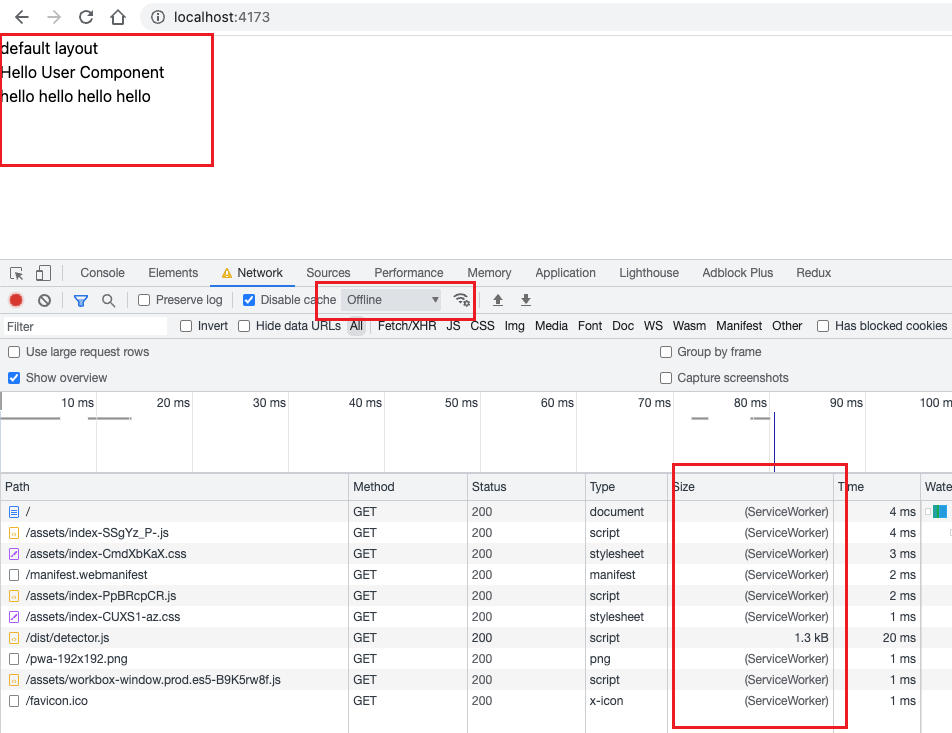 localhost:4173
default layout
Hello User Component
hello hello hello hello
Console Elements Network Sources Performance Memory Application Lighthouse Adblock Plus Redux
Preserve log Disable cache Offline
Filter Invert Hide data URLs All Fetch/XHR JS CSS Img Media Font Doc WS Wasm Manifest Other Has blocked cookies
Use large request rows Group by frame
Show overview Capture screenshots
10 ms 20 ms 30 ms 40 ms 50 ms 60 ms 70 ms 80 ms 90 ms 100 m
Path Method Status Type Size Time Wate
/ GET 200 document (ServiceWorker) 4 ms
/assets/index-SSgYz_P-.js GET 200 script (ServiceWorker) 4 ms
/assets/index-CmdXbKaX.css GET 200 stylesheet (ServiceWorker) 3 ms
/manifest.webmanifest GET 200 manifest (ServiceWorker) 2 ms
/assets/index-PpBRcpCR.js GET 200 script (ServiceWorker) 2 ms
/assets/index-CUXS1-az.css GET 200 stylesheet (ServiceWorker) 1 ms
/dist/detector.js GET 200 script 1.3 kB 20 ms
/pwa-192x192.png GET 200 png (ServiceWorker) 1 ms
/assets/workbox-window.prod.es5-B9K5rw8f.js GET 200 script (ServiceWorker) 1 ms
/favicon.ico GET 200 x-icon (ServiceWorker) 1 ms